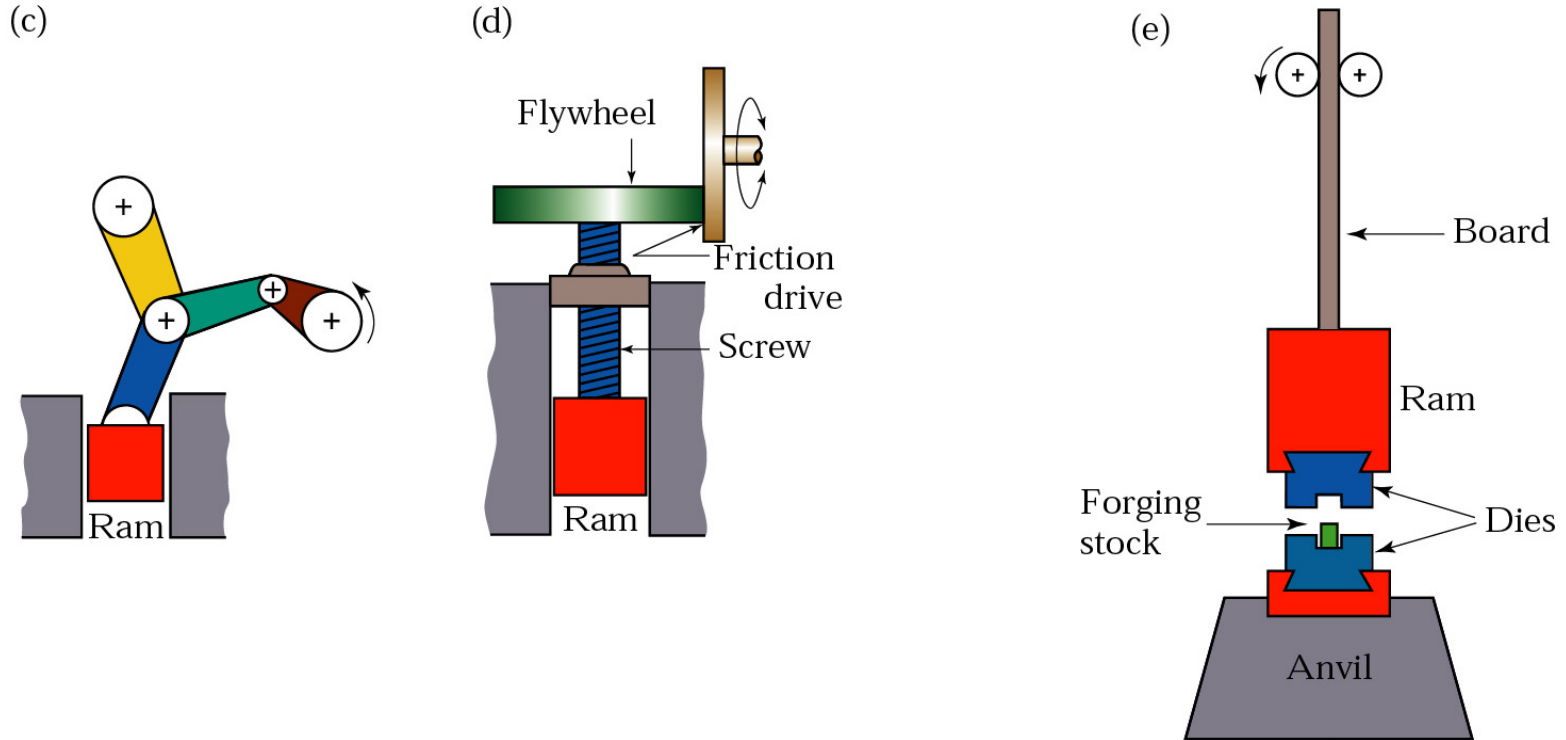 (c)
Ram
(d)
Flywheel
Friction
drive
Screw
Ram
(e)
Board
Ram
Forging
stock
Dies
Anvil